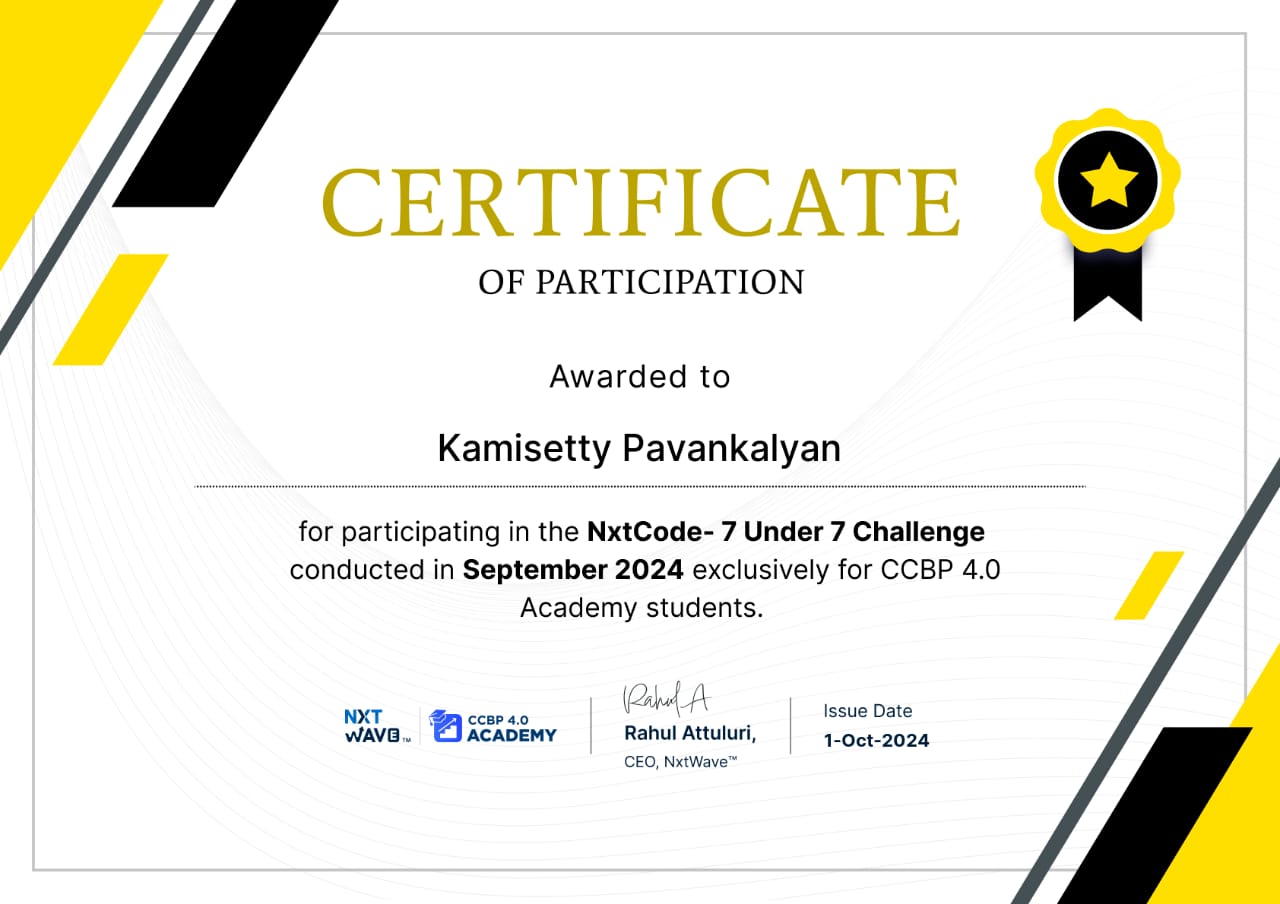 CERTIFICATE
OF PARTICIPATION
Awarded to
Kamisetty Pavankalyan
for participating in the NxtCode- 7 Under 7 Challenge
conducted in September 2024 exclusively for CCBP 4.0
Academy students.
NXT
WAVE™
CCBP 4.0
ACADEMY
Rahul A
Rahul Attuluri,
CEO, NxtWave™
Issue Date
1-Oct-2024